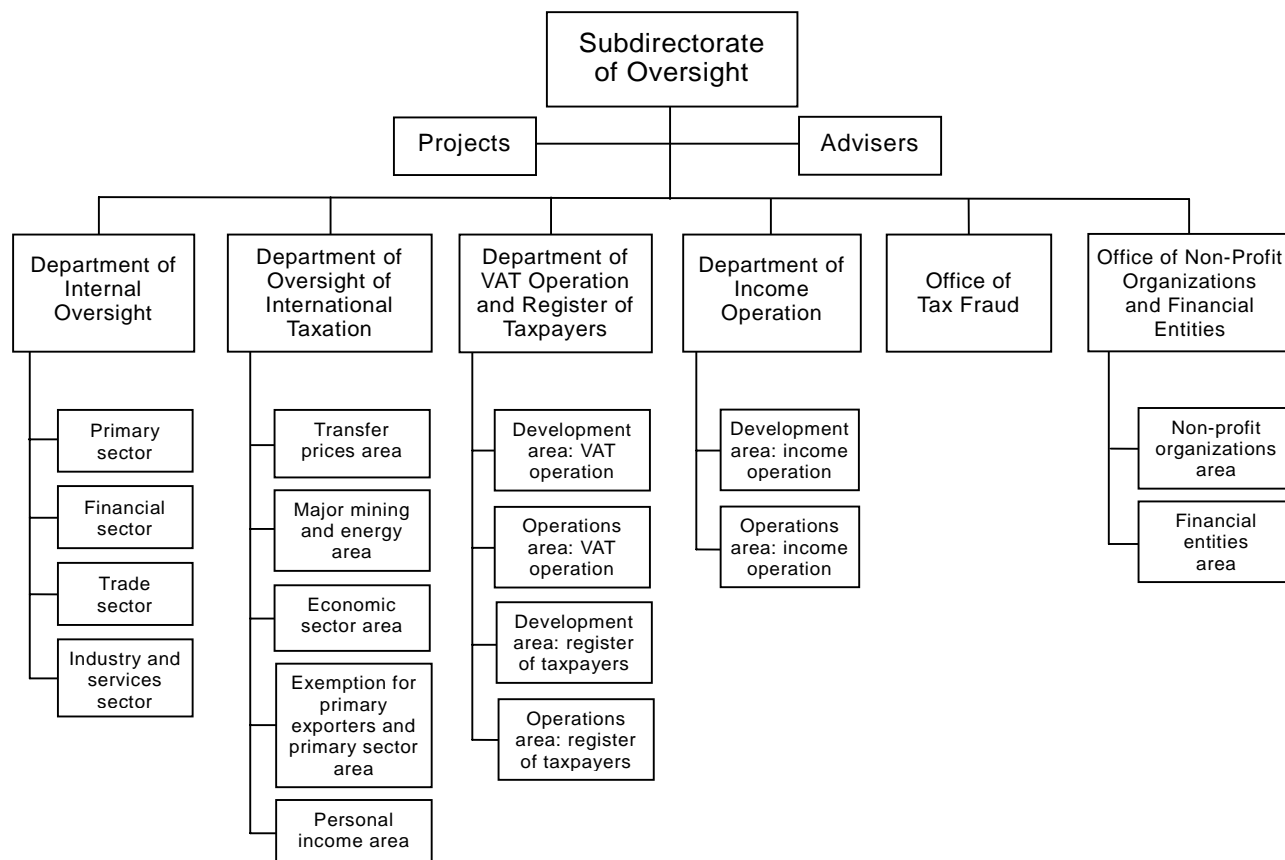 Subdirectorate
of Oversight
Projects
Advisers
Department of
Internal
Oversight
Department of
Oversight of
International
Taxation
Department of
VAT Operation
and Register of
Taxpayers
Department of
Income
Operation
Office of
Tax Fraud
Office of Non-Profit
Organizations
and Financial
Entities
Primary
sector
Financial
sector
Trade
sector
Industry and
services
sector
Transfer
prices area
Major mining
and energy
area
Economic
sector area
Exemption for
primary
exporters and
primary sector
area
Personal
income area
Development
area: VAT
operation
Operations
area: VAT
operation
Development
area: register
of taxpayers
Operations
area: register
of taxpayers
Development
area: income
operation
Operations
area: income
operation
Non-profit
organizations
area
Financial
entities
area